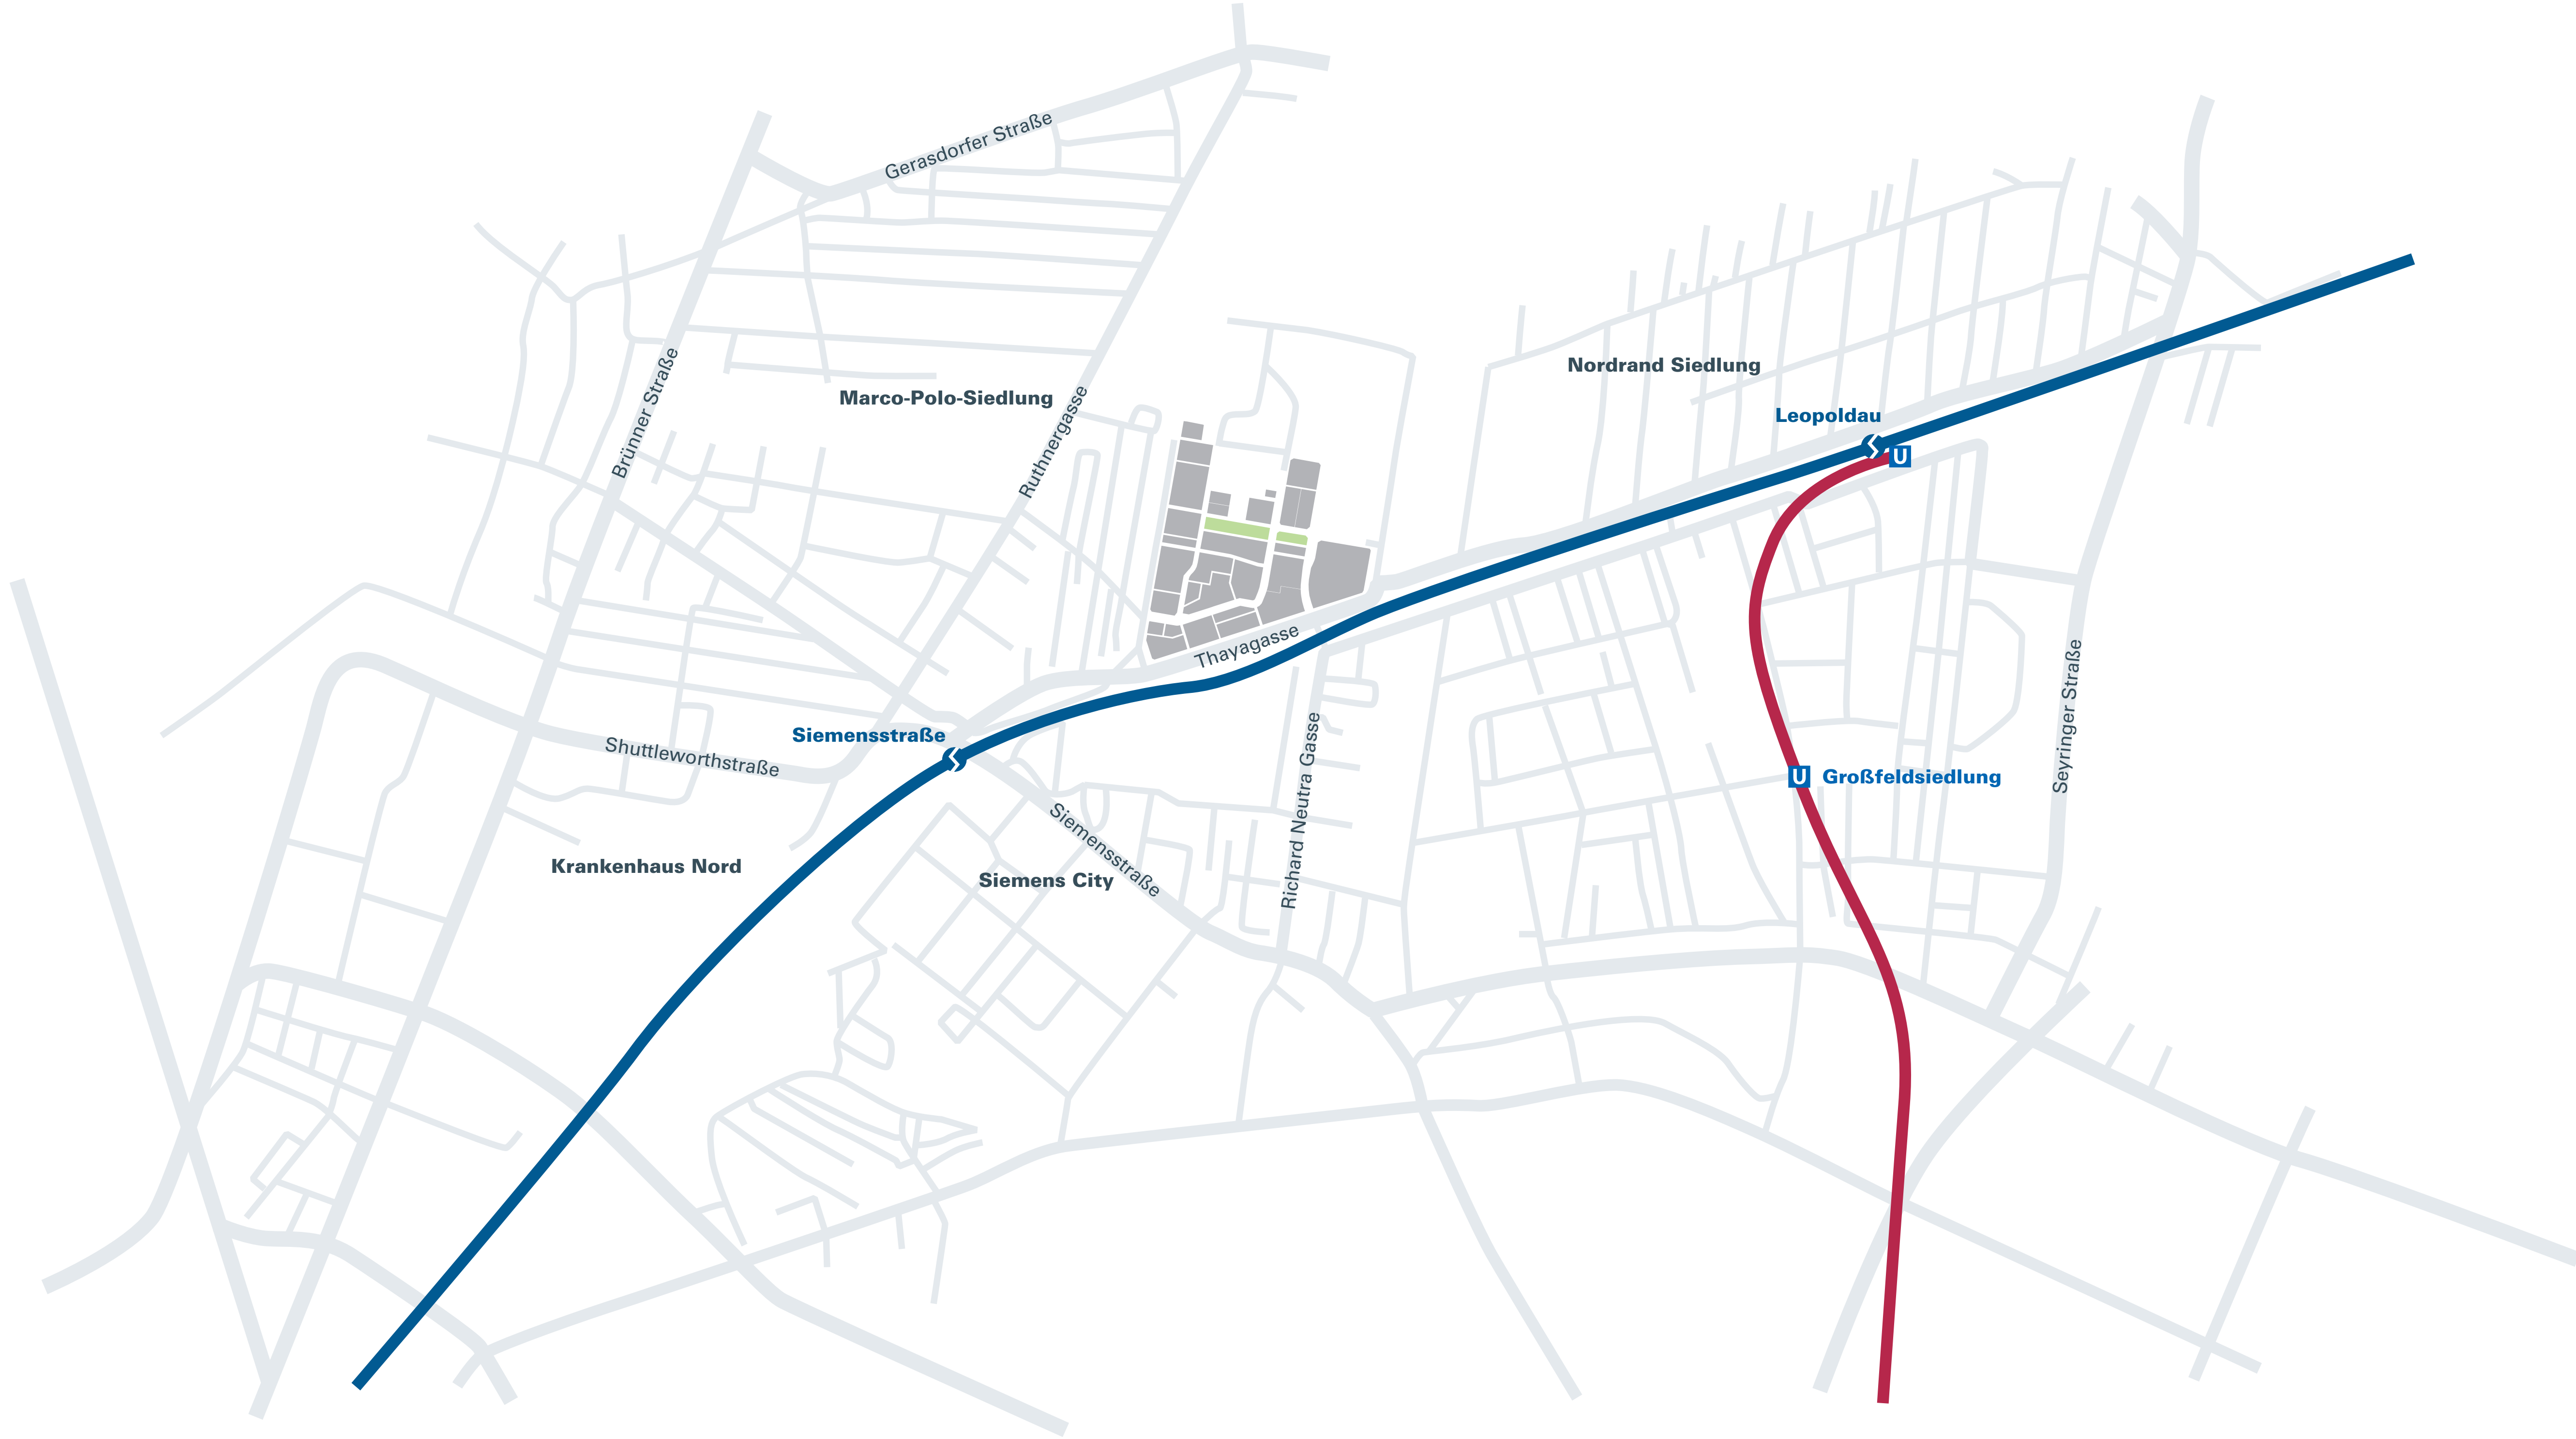 Gerasdorfer Straße
Brünner Straße
Marco-Polo-Siedlung
Ruthnergasse
Nordrand Siedlung
Leopoldau
U
Thayagasse
Siemensstraße
Shuttleworthstraße
Richard Neutra Gasse
Seyringer Straße
U Großfeldsiedlung
Krankenhaus Nord
Siemensstraße
Siemens City